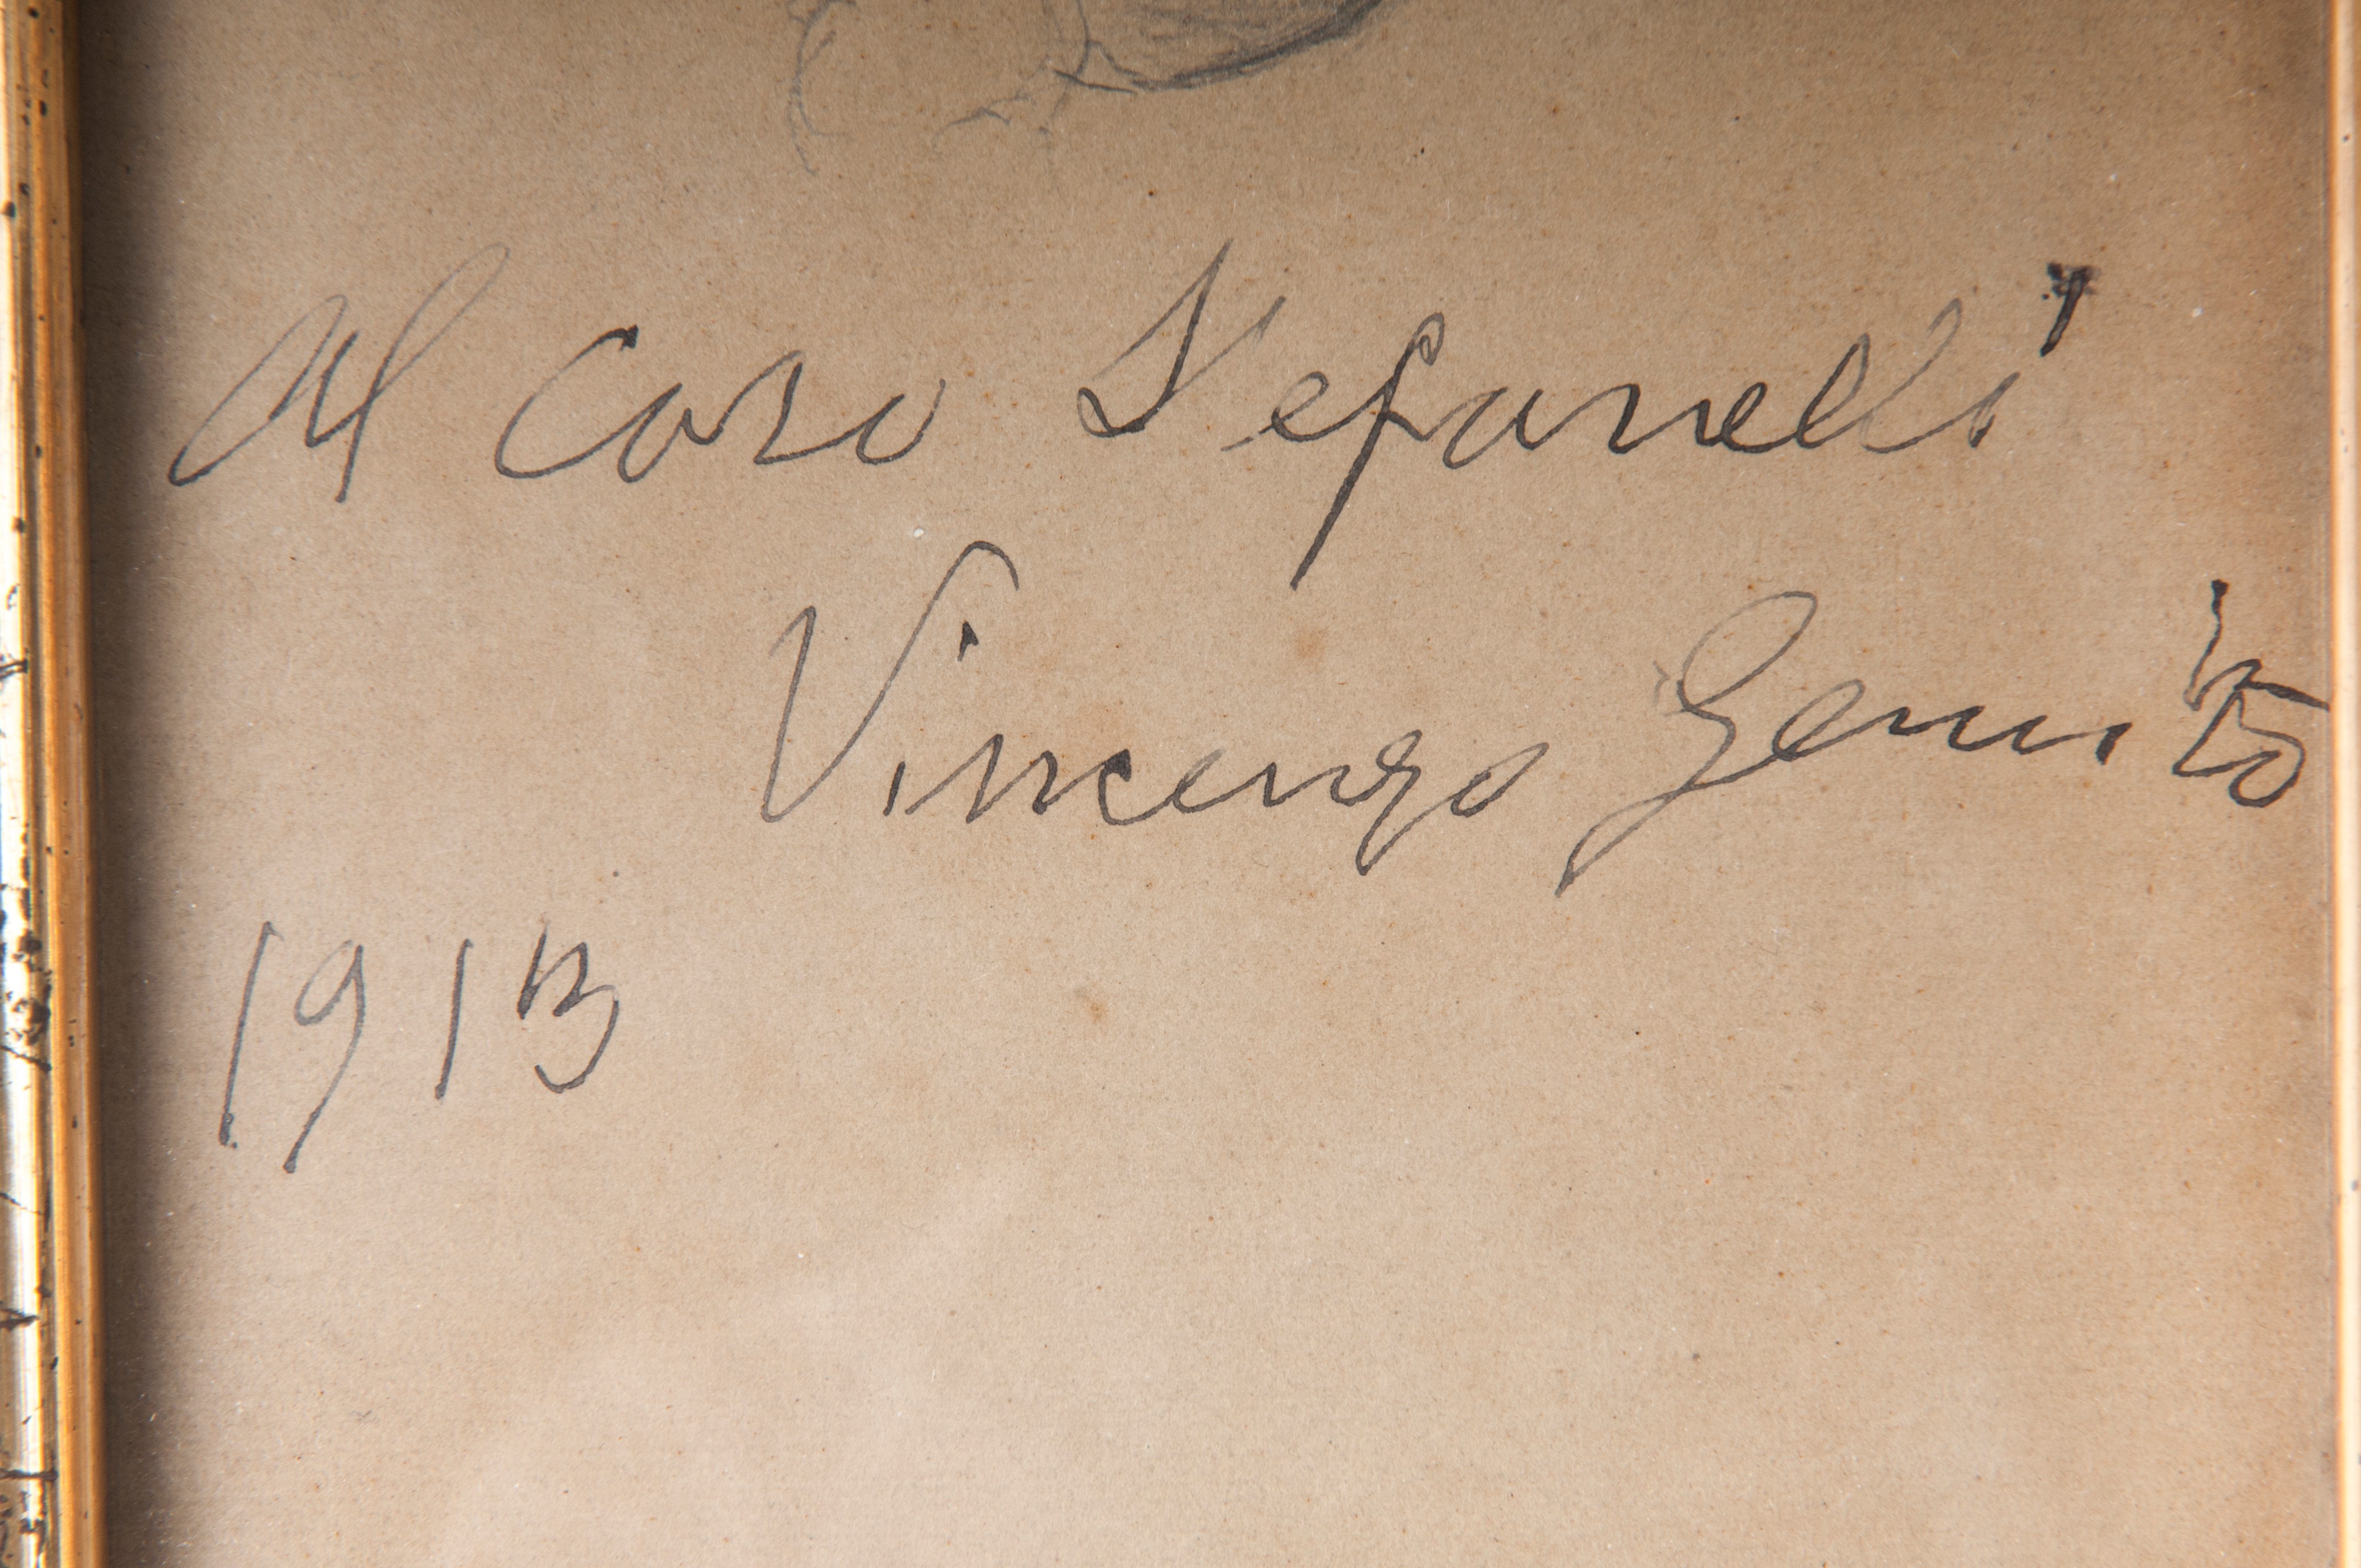 Al caro Stefanelli
Vincenzo Gemito
1913